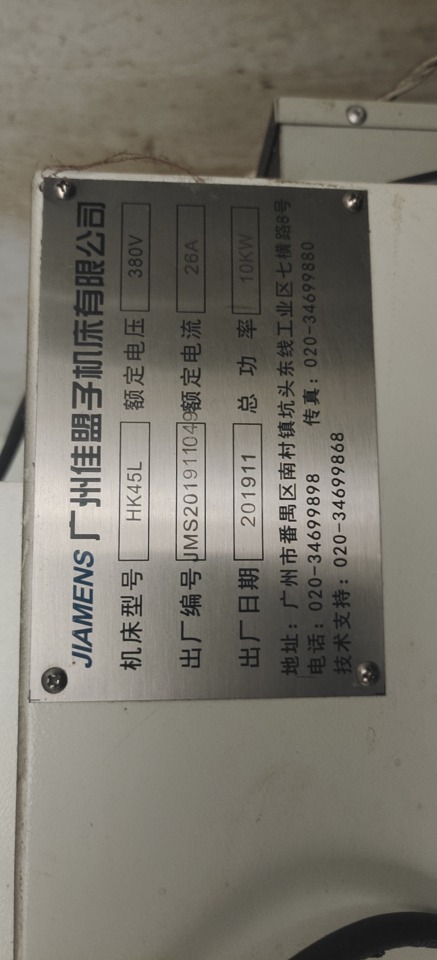 JIAMENS 广州佳盟子机床有限公司
机床型号 HK45L 额定电压 380V
出厂编号 JMS201911049 额定电流 26A
出厂日期 201911 总功率 10KW
地址：广州市番禺区南村镇坑头东线工业区七横路8号
电话：020-34699898 传真：020-34699880
技术支持：020-34699868